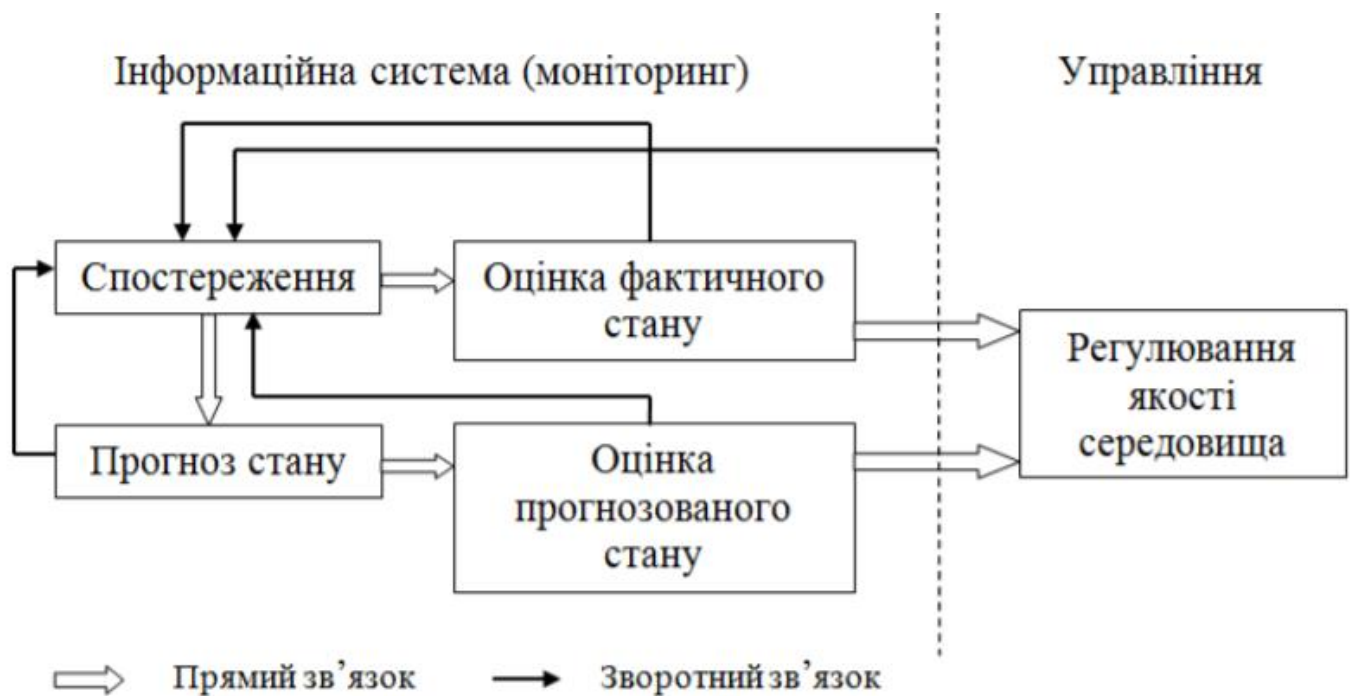 Інформаційна система (моніторинг)
Управління
Спостереження
Оцінка фактичного
стану
Регулювання
якості
середовища
Прогноз стану
Оцінка
прогнозованого
стану
Прямий зв’язок
Зворотний зв’язок